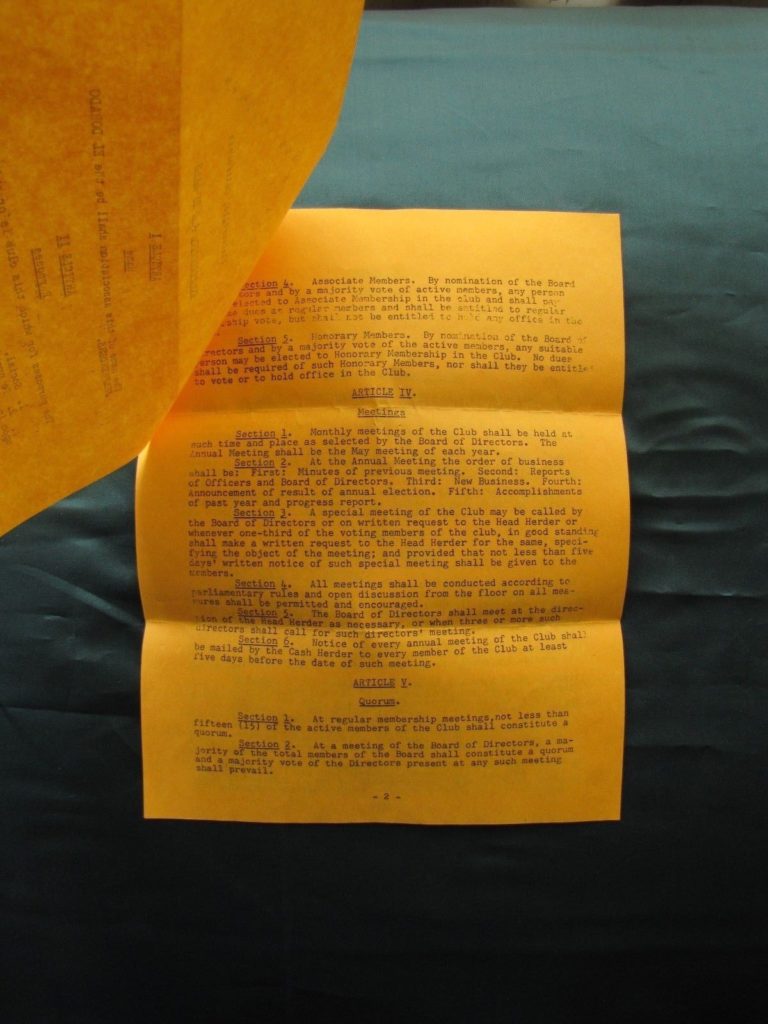 Section 4. Associate Members. By nomination of the Board
tors and by a majority vote of active members, any person
elected to Associate Membership in the club and shall pay
dues as regular members and shall be entitled to regular
ship vote, but shall not be entitled to hold any office in the
Section 5. Honorary Members. By nomination of the Board of
Directors and by a majority vote of the active members, any suitable
person may be elected to Honorary Membership in the Club. No dues
shall be required of such Honorary Members, nor shall they be entitled
to vote or to hold office in the Club.
ARTICLE IV.
Meetings
Section 1. Monthly meetings of the Club shall be held at
such time and place as selected by the Board of Directors. The
Annual Meeting shall be the May meeting of each year.
Section 2. At the Annual Meeting the order of business
shall be: First: Minutes of previous meeting. Second: Reports
of Officers and Board of Directors. Third: New Business. Fourth:
Announcement of result of annual election. Fifth: Accomplishments
of past year and progress report.
Section 3. A special meeting of the Club may be called by
the Board of Directors or on written request to the Head Herder or
whenever one-third of the voting members of the club, in good standing
shall make a written request to the Head Herder for the same, speci-
fying the object of the meeting; and provided that not less than five
days' written notice of such special meeting shall be given to the
members.
Section 4. All meetings shall be conducted according to
parliamentary rules and open discussion from the floor on all mea-
sures shall be permitted and encouraged.
Section 5. The Board of Directors shall meet at the direc-
tion of the Head Herder as necessary, or when three or more such
directors shall call for such directors' meeting.
Section 6. Notice of every annual meeting of the Club shall
be mailed by the Cash Herder to every member of the Club at least
five days before the date of such meeting.
ARTICLE V.
Quorum.
Section 1. At regular membership meetings,not less than
fifteen (15) of the active members of the Club shall constitute a
quorum.
Section 2. At a meeting of the Board of Directors, a ma-
jority of the total members of the Board shall constitute a quorum
and a majority vote of the Directors present at any such meeting
shall prevail.
- 2 -